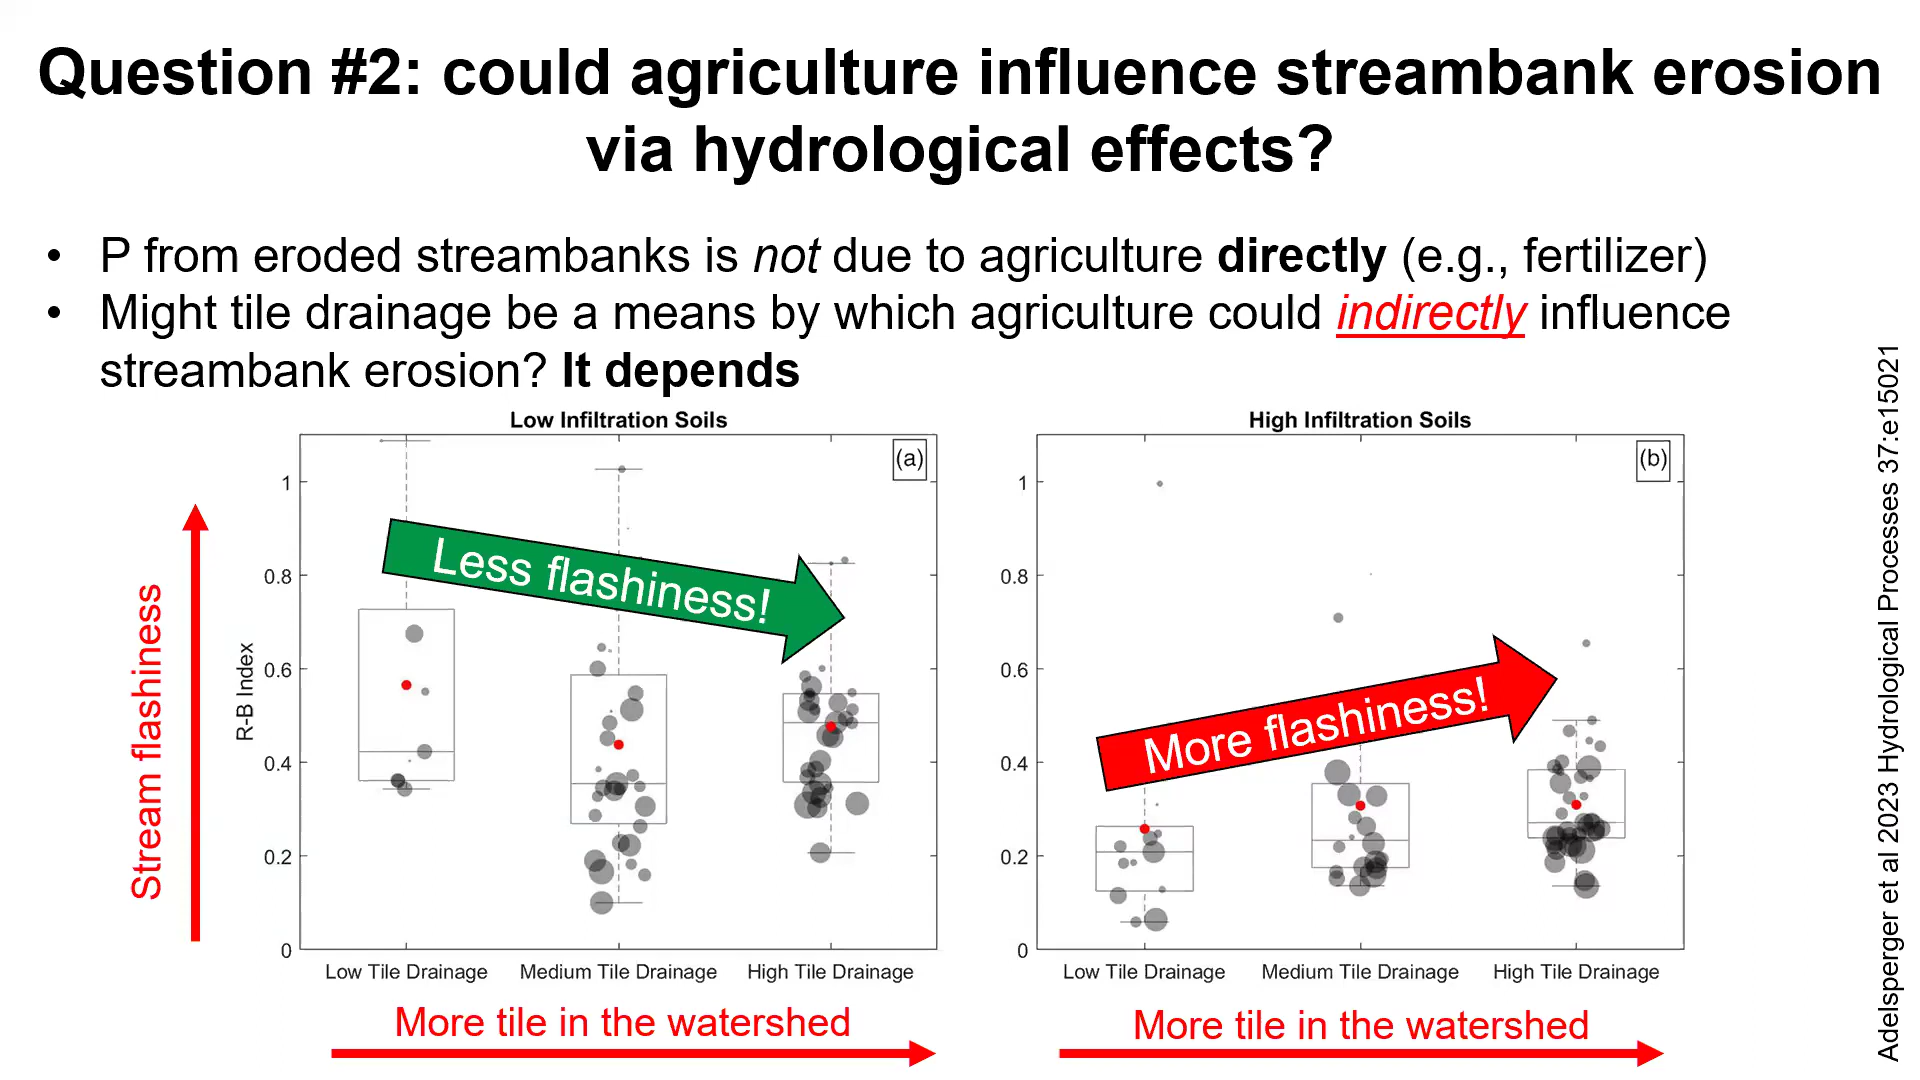 Question #2: could agriculture influence streambank erosion
via hydrological effects?
• P from eroded streambanks is not due to agriculture directly (e.g., fertilizer)
• Might tile drainage be a means by which agriculture could indirectly influence
streambank erosion? It depends
Low Infiltration Soils
(a)
Less flashiness!
Stream flashiness
R-B Index
1
0.8
0.6
0.4
0.2
0
Low Tile Drainage
Medium Tile Drainage
High Tile Drainage
More tile in the watershed
High Infiltration Soils
(b)
More flashiness!
1
0.8
0.6
0.4
0.2
0
Low Tile Drainage
Medium Tile Drainage
High Tile Drainage
More tile in the watershed
Adelsperger et al 2023 Hydrological Processes 37:e15021